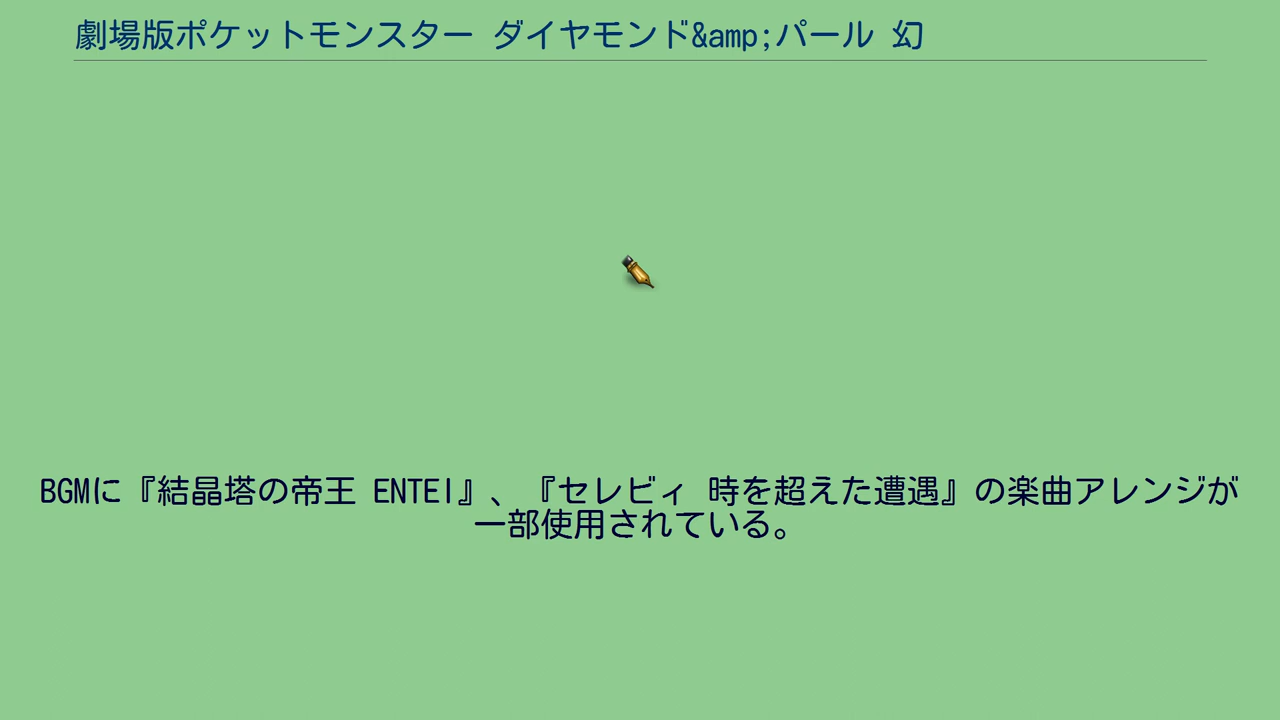 劇場版ポケットモンスター ダイヤモンド&amp;パール 幻
BGMに『結晶塔の帝王 ENTEI』、『セレビィ 時を超えた遭遇』の楽曲アレンジが
一部使用されている。